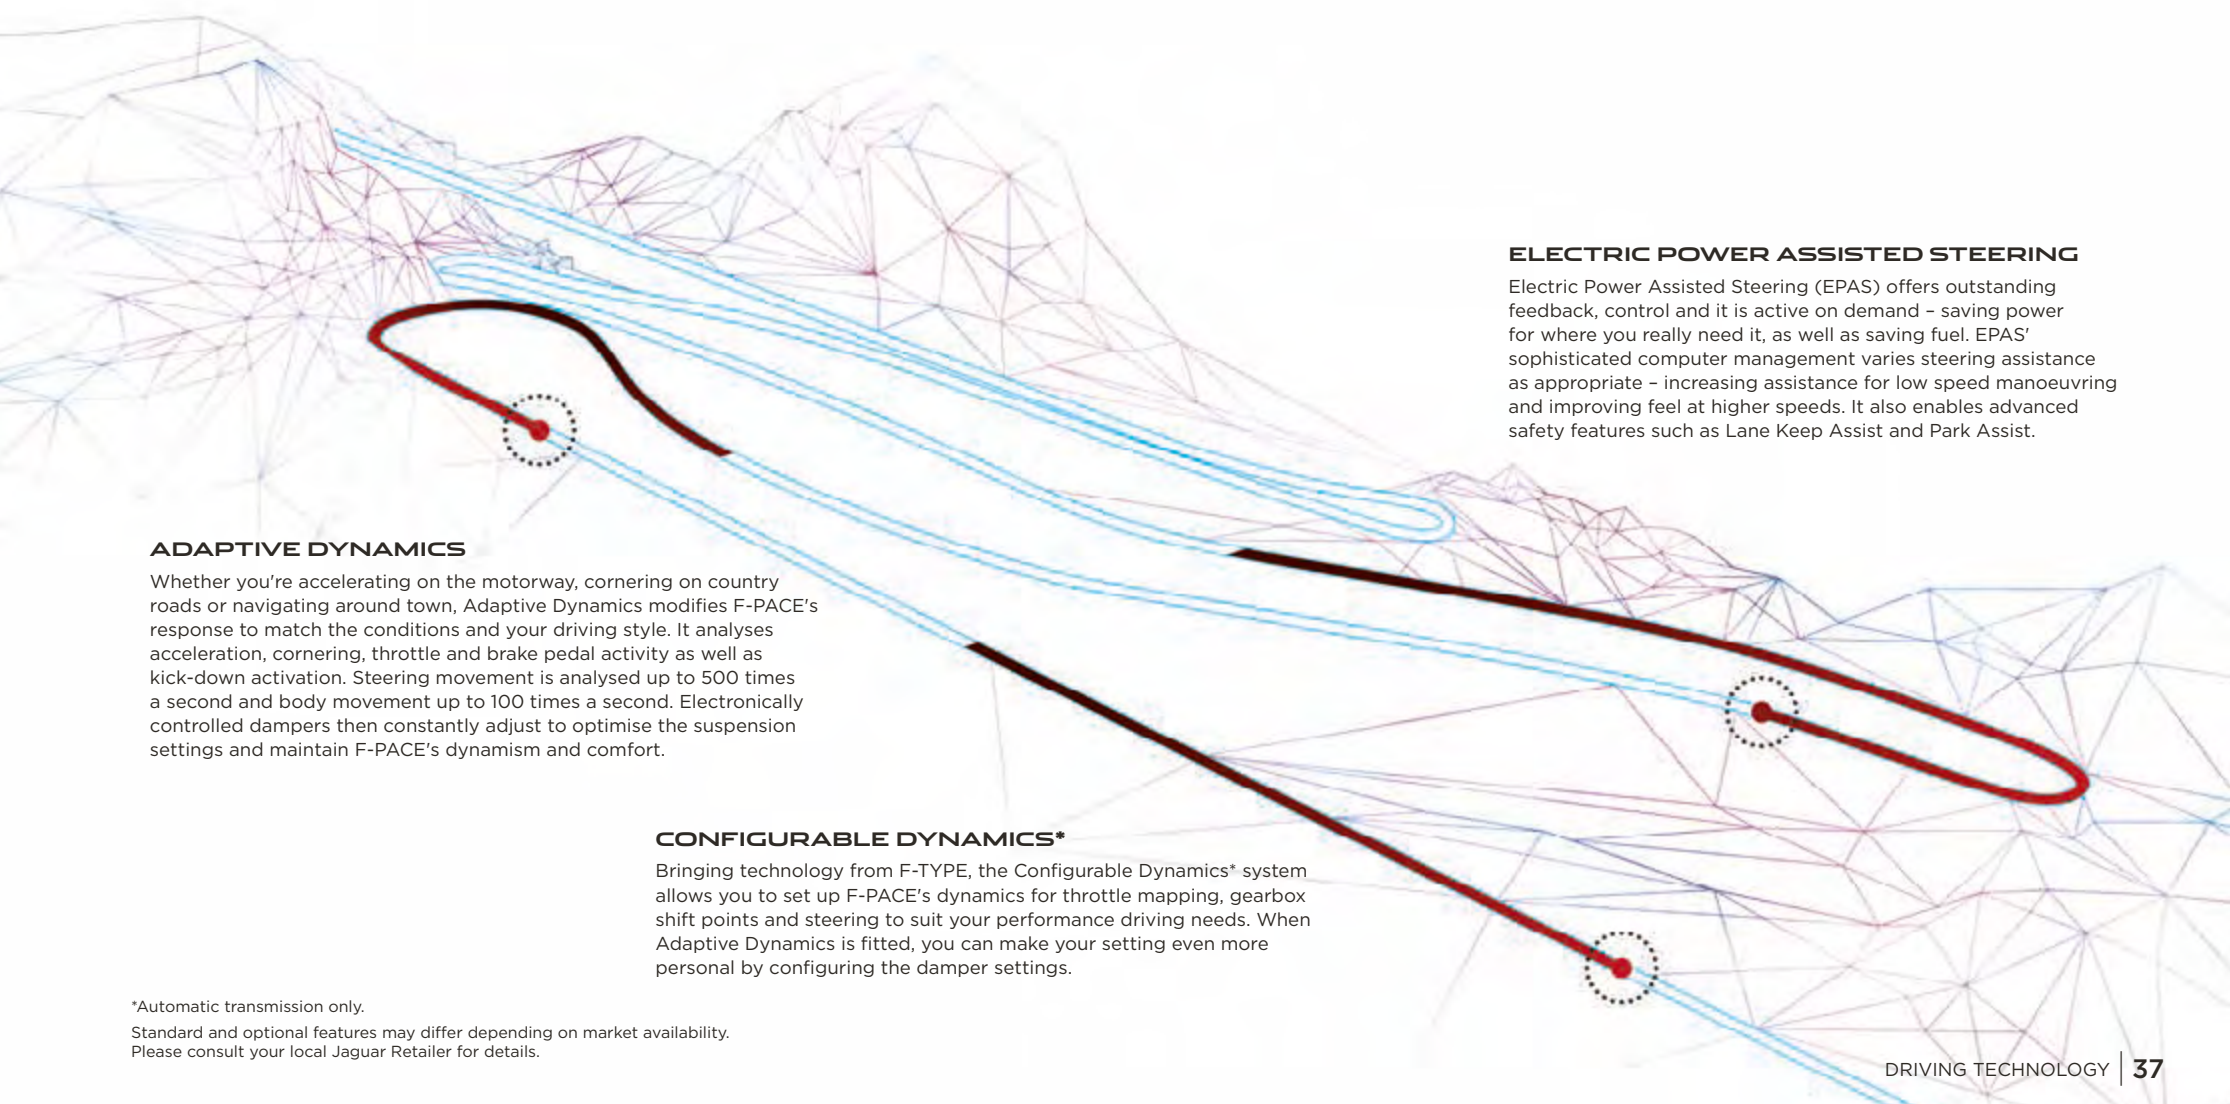 ELECTRIC POWER ASSISTED STEERING
Electric Power Assisted Steering (EPAS) offers outstanding
feedback, control and it is active on demand – saving power
for where you really need it, as well as saving fuel. EPAS'
sophisticated computer management varies steering assistance
as appropriate – increasing assistance for low speed manoeuvring
and improving feel at higher speeds. It also enables advanced
safety features such as Lane Keep Assist and Park Assist.
ADAPTIVE DYNAMICS
Whether you're accelerating on the motorway, cornering on country
roads or navigating around town, Adaptive Dynamics modifies F-PACE's
response to match the conditions and your driving style. It analyses
acceleration, cornering, throttle and brake pedal activity as well as
kick-down activation. Steering movement is analysed up to 500 times
a second and body movement up to 100 times a second. Electronically
controlled dampers then constantly adjust to optimise the suspension
settings and maintain F-PACE's dynamism and comfort.
CONFIGURABLE DYNAMICS*
Bringing technology from F-TYPE, the Configurable Dynamics* system
allows you to set up F-PACE's dynamics for throttle mapping, gearbox
shift points and steering to suit your performance driving needs. When
Adaptive Dynamics is fitted, you can make your setting even more
personal by configuring the damper settings.
*Automatic transmission only.
Standard and optional features may differ depending on market availability.
Please consult your local Jaguar Retailer for details.
DRIVING TECHNOLOGY | 37